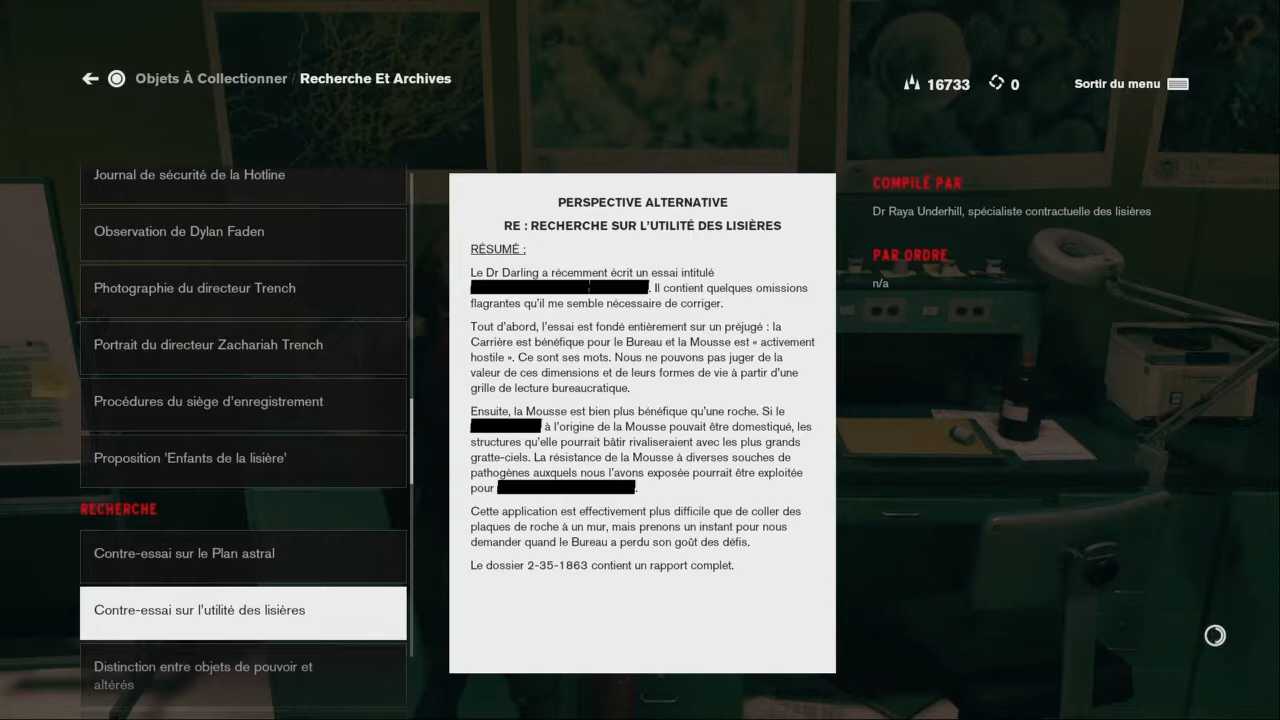 Objets À Collectionner / Recherche Et Archives
16733
0
Sortir du menu
Journal de sécurité de la Hotline
Observation de Dylan Faden
Photographie du directeur Trench
Portrait du directeur Zachariah Trench
Procédures du siège d'enregistrement
Proposition 'Enfants de la lisière'
RECHERCHE
Contre-essai sur le Plan astral
Contre-essai sur l'utilité des lisières
Distinction entre objets de pouvoir et
altérés
PERSPECTIVE ALTERNATIVE
RE : RECHERCHE SUR L'UTILITÉ DES LISIÈRES
RÉSUMÉ :
Le Dr Darling a récemment écrit un essai intitulé
. Il contient quelques omissions
flagrantes qu'il me semble nécessaire de corriger.
Tout d'abord, l'essai est fondé entièrement sur un préjugé : la
Carrière est bénéfique pour le Bureau et la Mousse est « activement
hostile ». Ce sont ses mots. Nous ne pouvons pas juger de la
valeur de ces dimensions et de leurs formes de vie à partir d'une
grille de lecture bureaucratique.
Ensuite, la Mousse est bien plus bénéfique qu'une roche. Si le
à l'origine de la Mousse pouvait être domestiqué, les
structures qu'elle pourrait bâtir rivaliseraient avec les plus grands
gratte-ciels. La résistance de la Mousse à diverses souches de
pathogènes auxquels nous l'avons exposée pourrait être exploitée
pour .
Cette application est effectivement plus difficile que de coller des
plaques de roche à un mur, mais prenons un instant pour nous
demander quand le Bureau a perdu son goût des défis.
Le dossier 2-35-1863 contient un rapport complet.
COMPILÉ PAR
Dr Raya Underhill, spécialiste contractuelle des lisières
PAR ORDRE
n/a